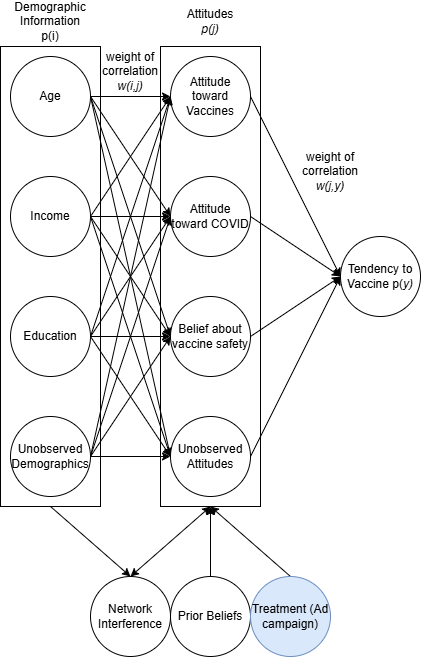 Demographic
Information
p(i)
Attitudes
p(j)
weight of
correlation
w(i,j)
Age
Attitude
toward
Vaccines
weight of
correlation
w(j,y)
Income
Attitude
toward COVID
Tendency to
Vaccine p(y)
Education
Belief about
vaccine safety
Unobserved
Demographics
Unobserved
Attitudes
Network
Interference
Prior Beliefs
Treatment (Ad
campaign)